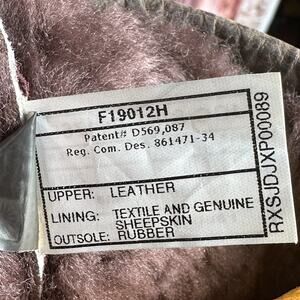 F19012H
Patent# D569,087
Reg. Com. Des. 861471-34
UPPER: LEATHER
LINING: TEXTILE AND GENUINE
SHEEPSKIN
OUTSOLE: RUBBER
RXSJDJXP00089